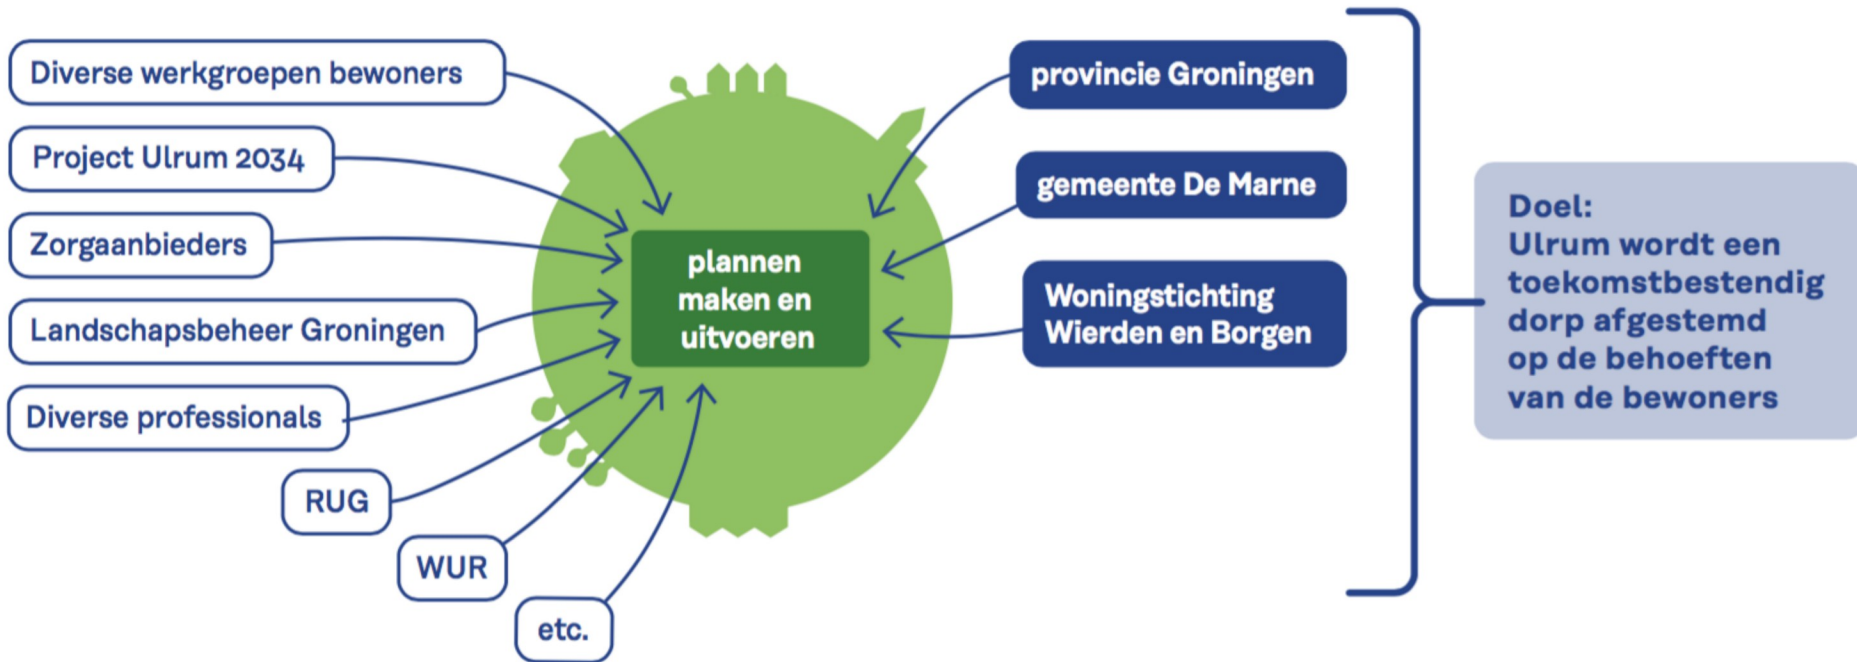 Diverse werkgroepen bewoners
Project Ulrum 2034
Zorgaanbieders
Landschapsbeheer Groningen
Diverse professionals
RUG
WUR
etc.
plannen
maken en
uitvoeren
provincie Groningen
gemeente De Marne
Woningstichting
Wierden en Borgen
Doel:
Ulrum wordt een
toekomstbestendig
dorp afgestemd
op de behoeften
van de bewoners